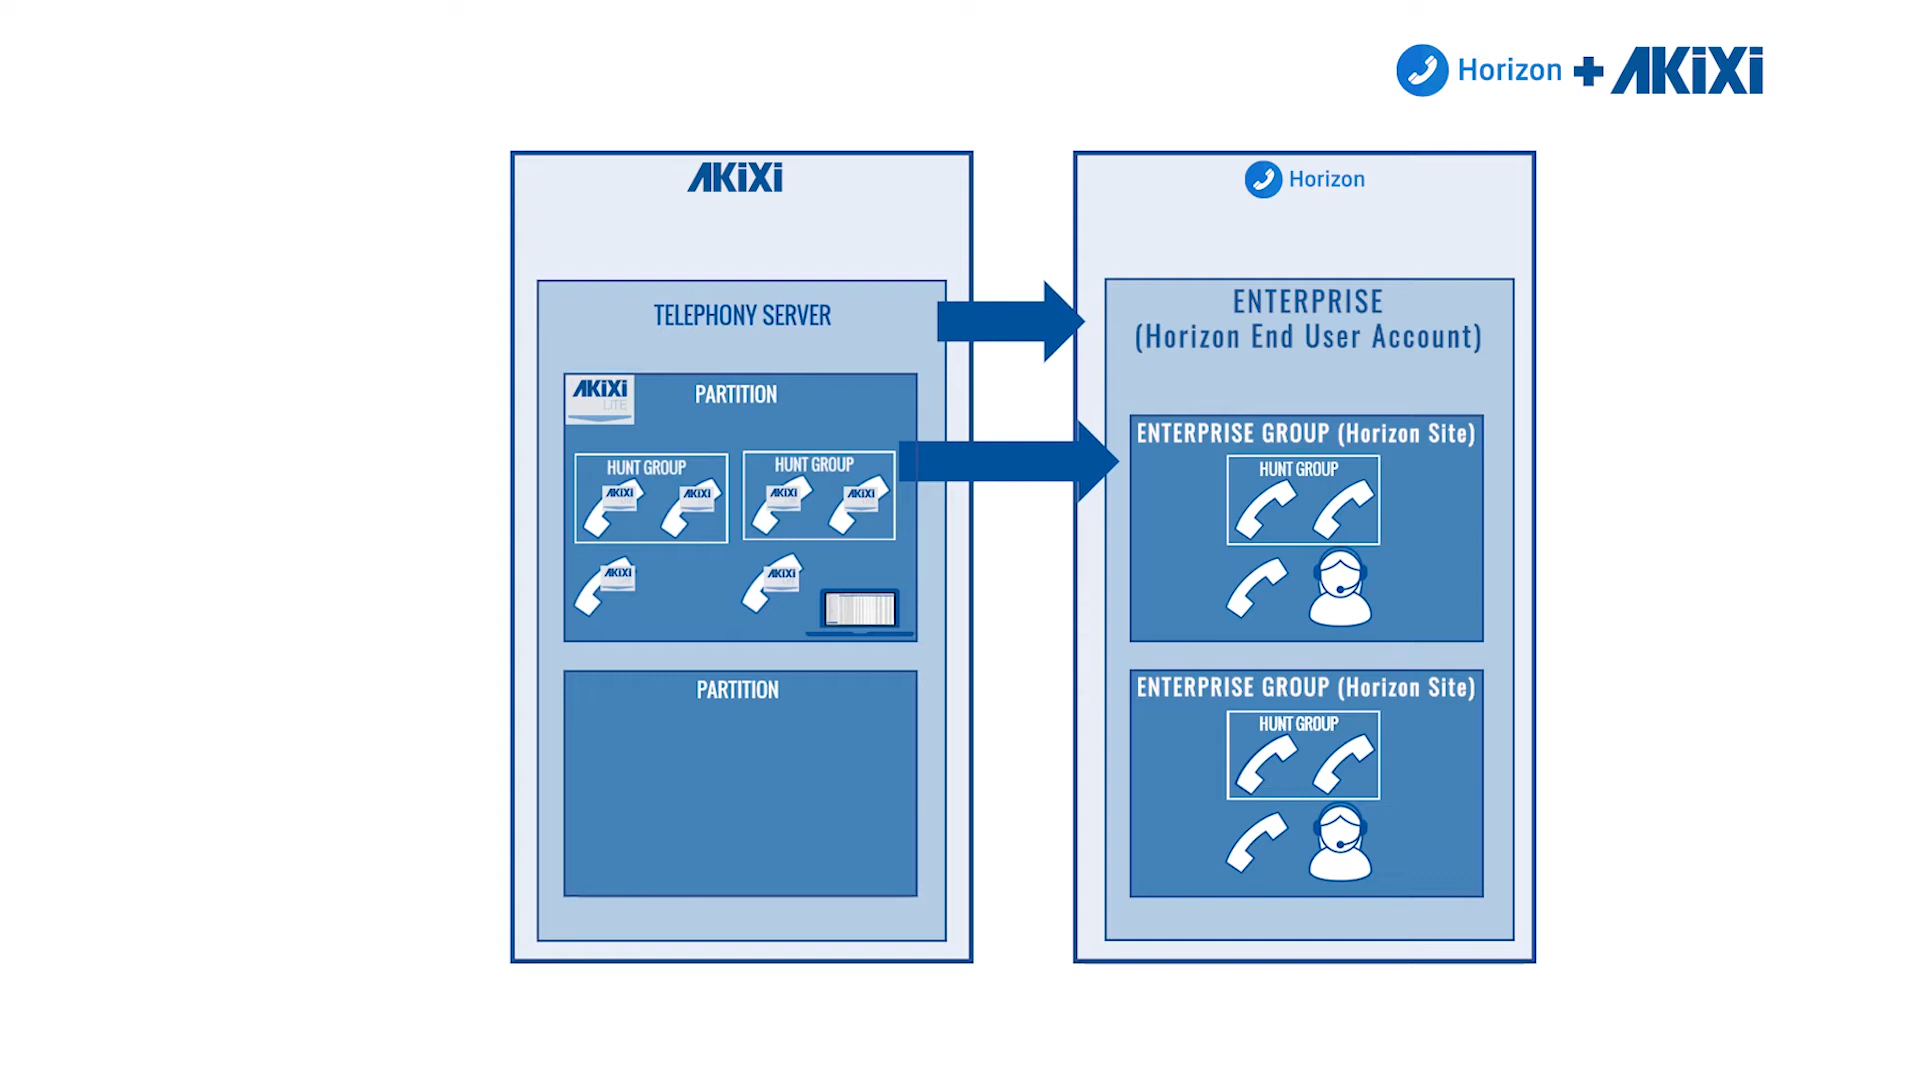 Horizon + AKiXi
AKiXi
TELEPHONY SERVER
AKiXi
LITE
PARTITION
HUNT GROUP
AKiXi
AKiXi
HUNT GROUP
AKiXi
AKiXi
AKiXi
AKiXi
PARTITION
Horizon
ENTERPRISE
(Horizon End User Account)
ENTERPRISE GROUP (Horizon Site)
HUNT GROUP
ENTERPRISE GROUP (Horizon Site)
HUNT GROUP